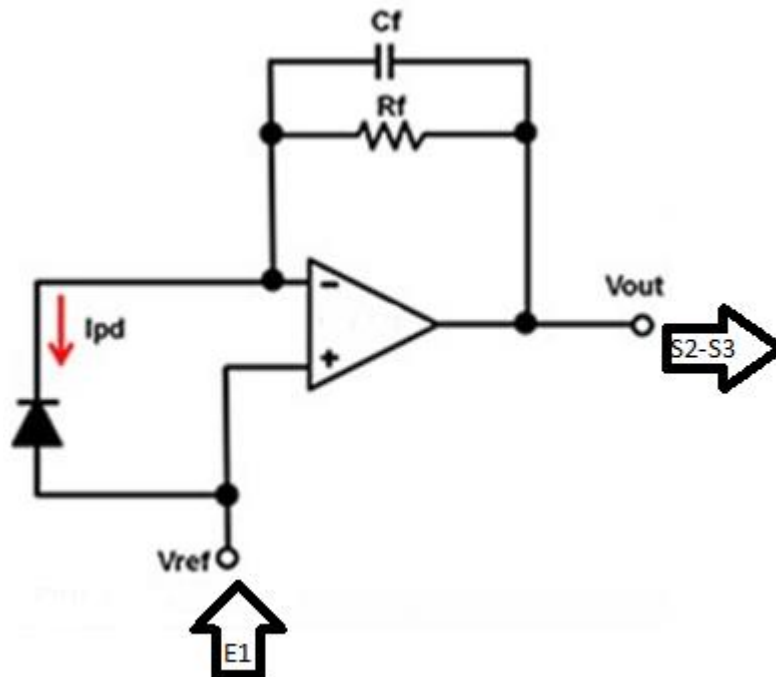 Cf
Rf
Ipd
-
+
Vout
S2-S3
Vref
E1